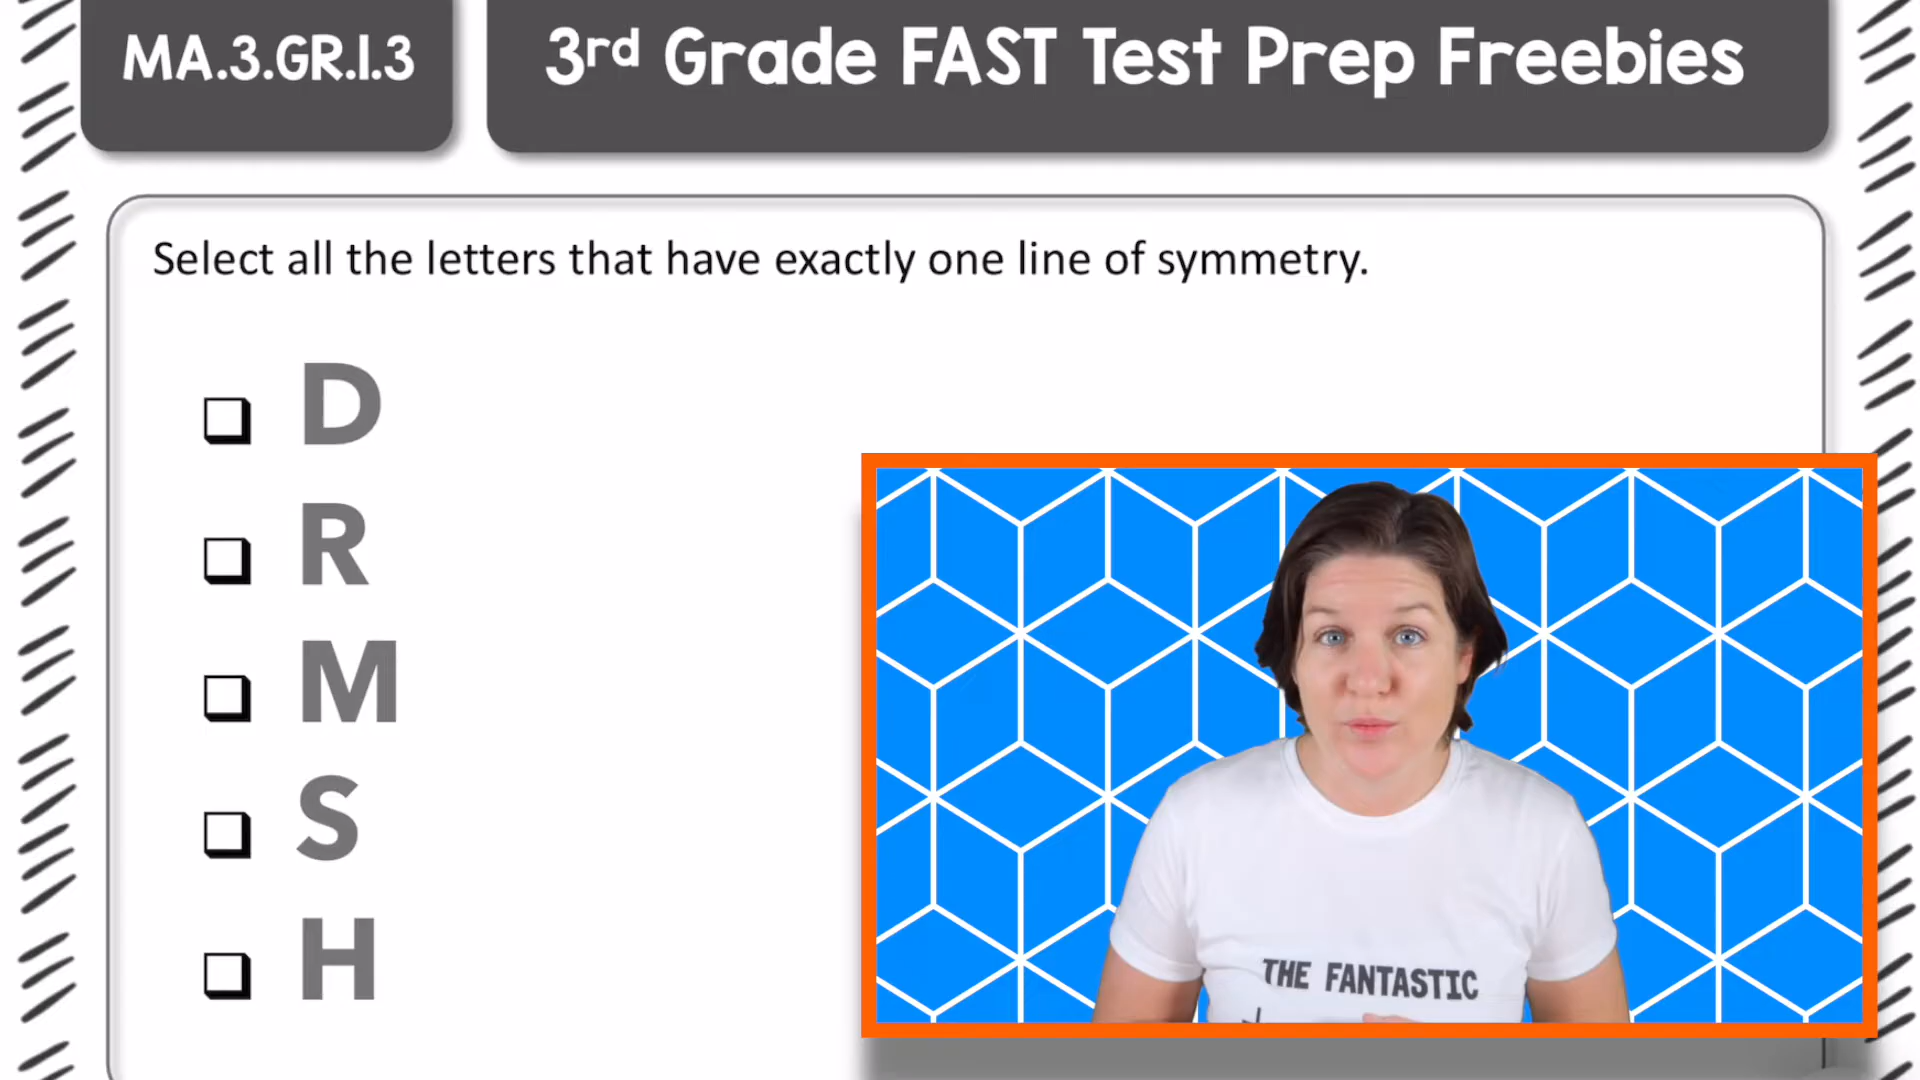 MA.3.GR.1.3
3rd Grade FAST Test Prep Freebies
Select all the letters that have exactly one line of symmetry.
D
R
M
S
H
THE FANTASTIC